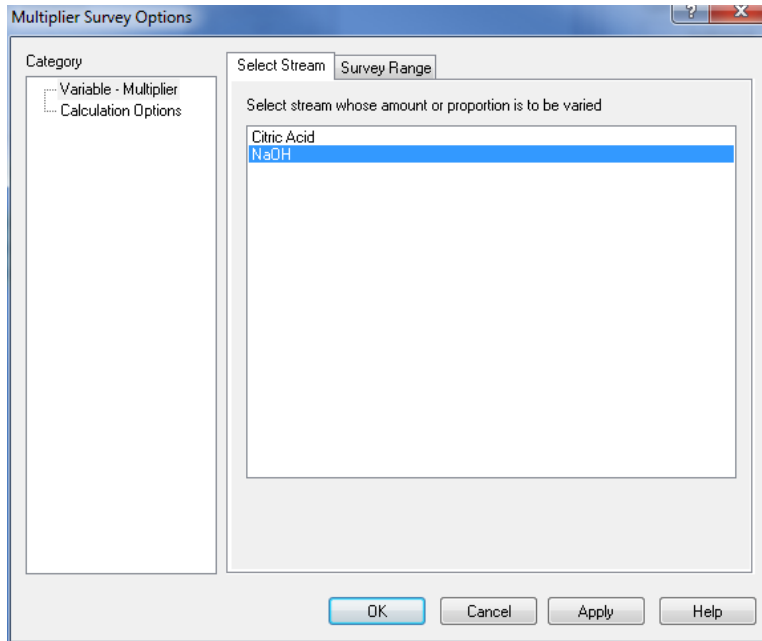 Multiplier Survey Options
? X
Category
Variable - Multiplier
Calculation Options
Select Stream
Survey Range
Select stream whose amount or proportion is to be varied
Citric Acid
NaOH
OK
Cancel
Apply
Help